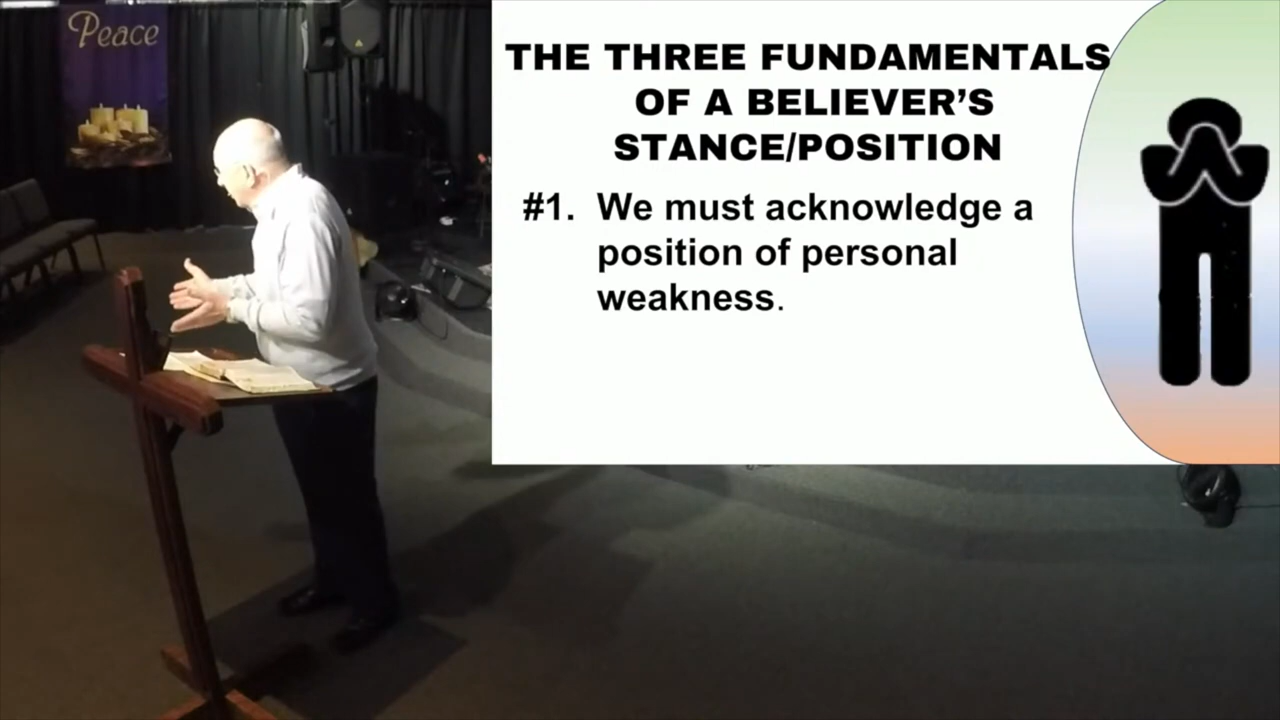 Peace
THE THREE FUNDAMENTALS
OF A BELIEVER'S
STANCE/POSITION
#1. We must acknowledge a
position of personal
weakness.